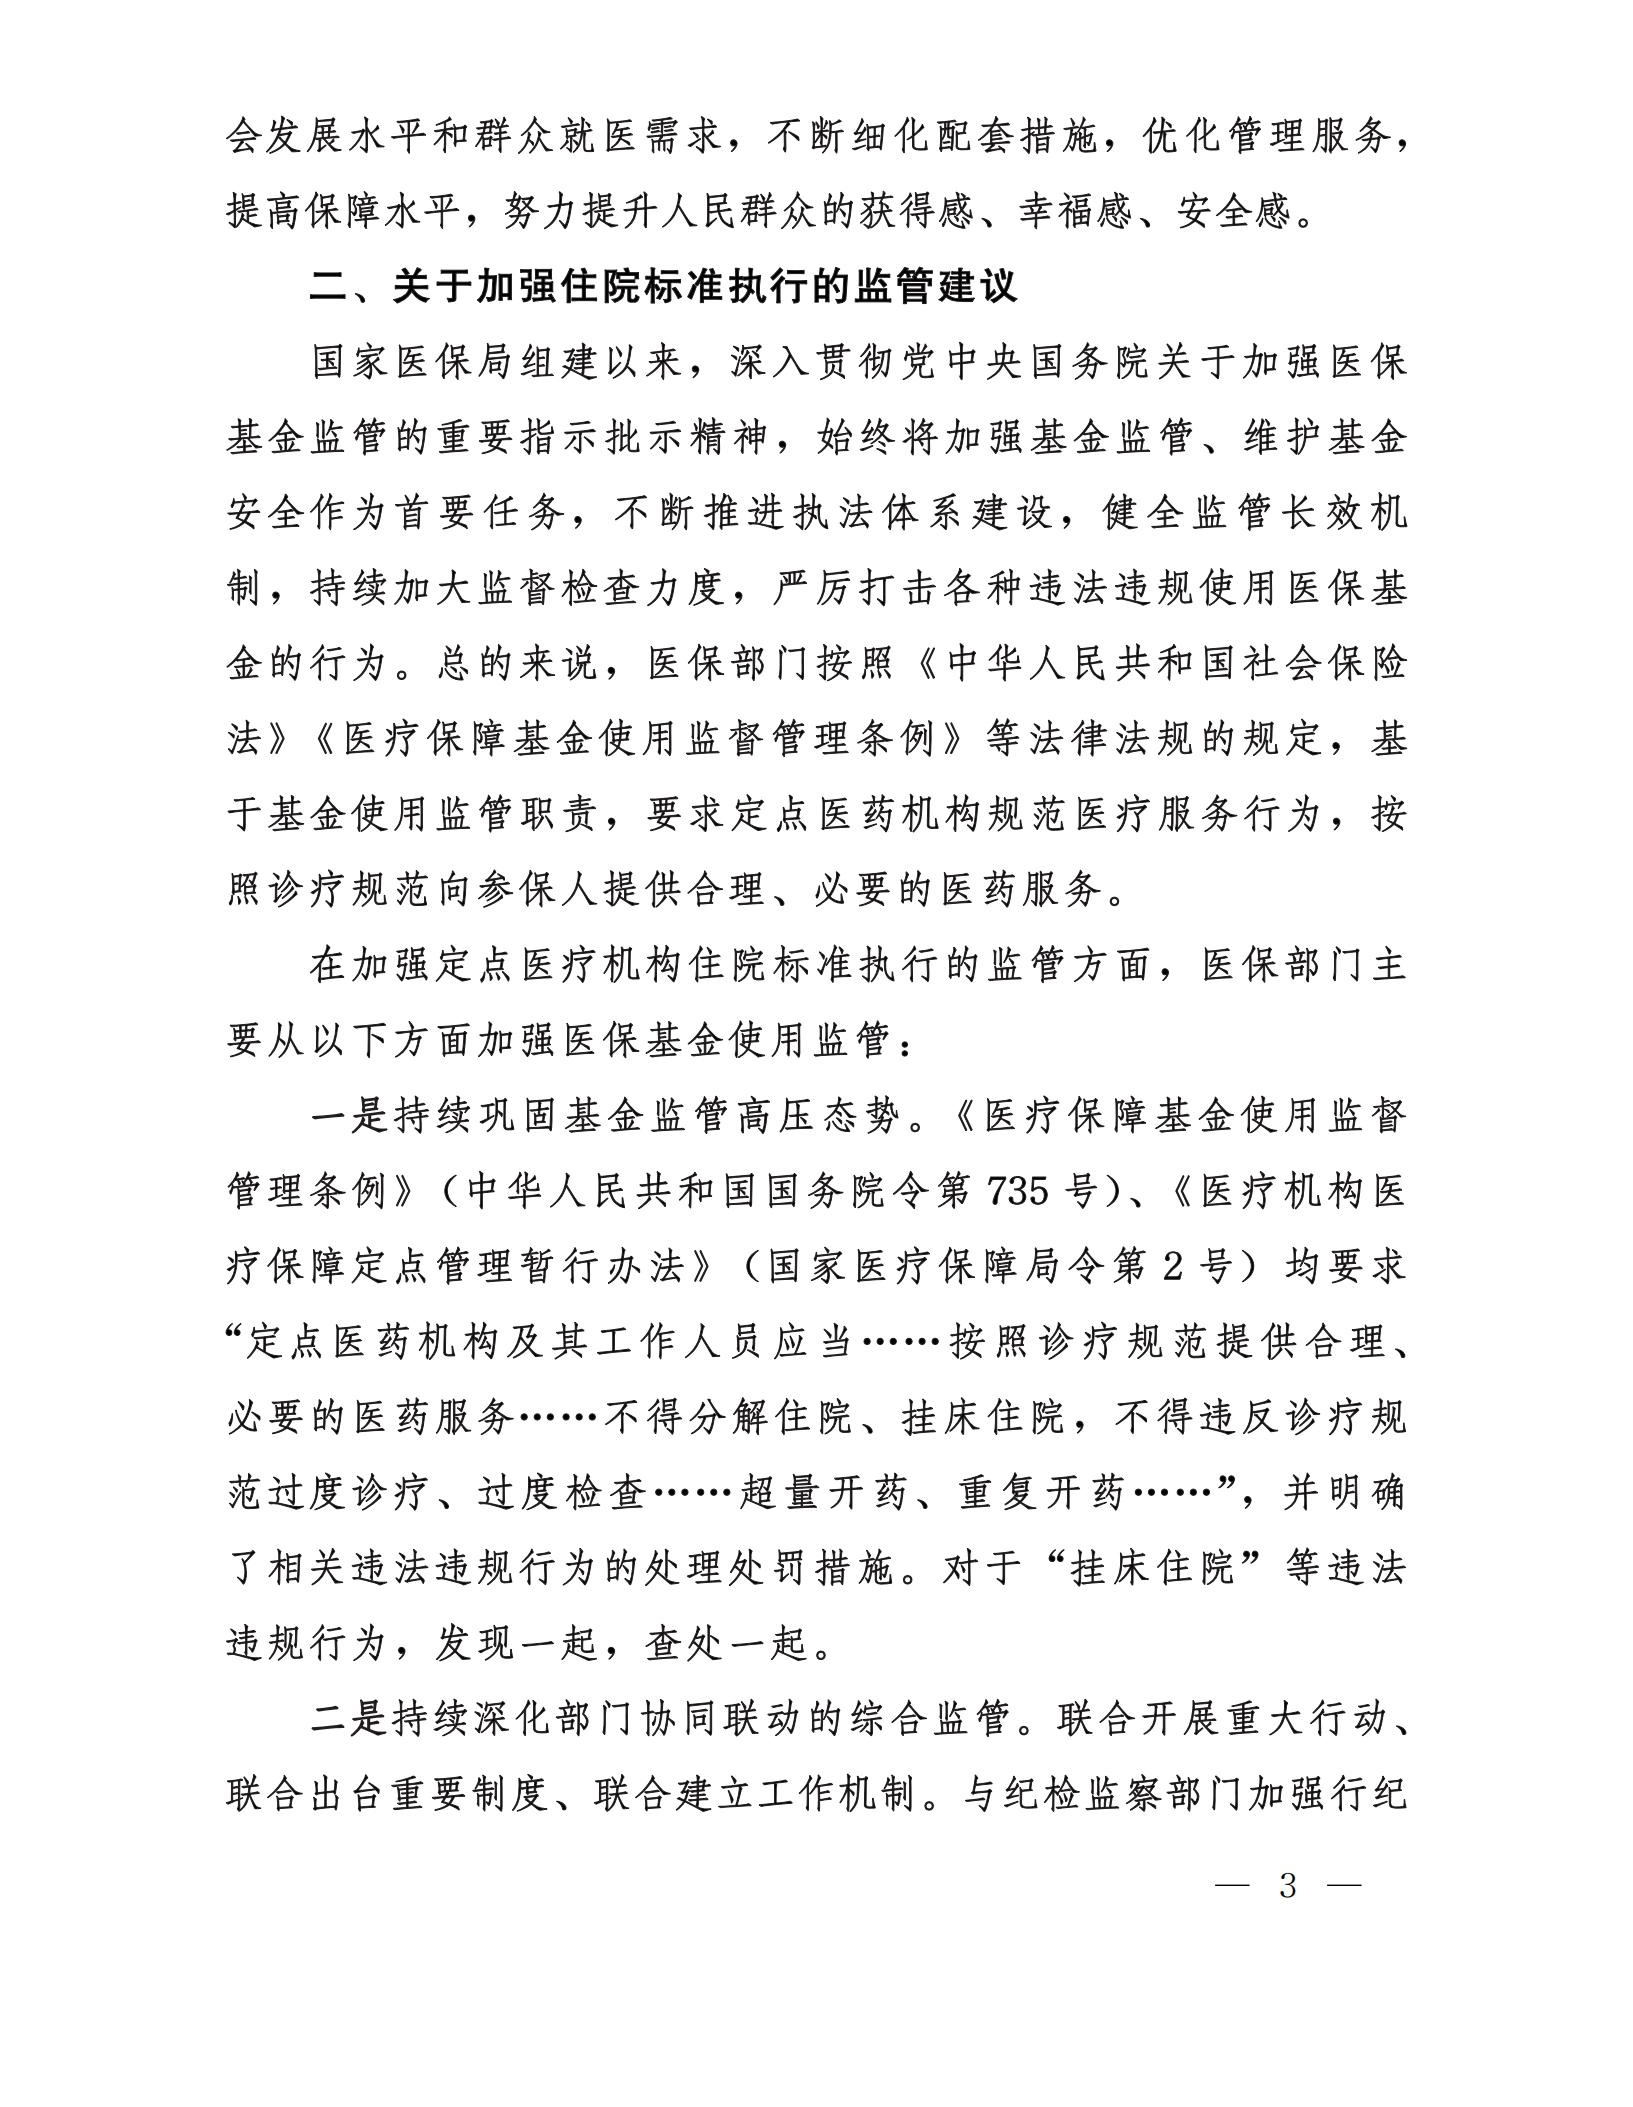 会发展水平和群众就医需求，不断细化配套措施，优化管理服务，
提高保障水平，努力提升人民群众的获得感、幸福感、安全感。
二、关于加强住院标准执行的监管建议
国家医保局组建以来，深入贯彻党中央国务院关于加强医保
基金监管的重要指示批示精神，始终将加强基金监管、维护基金
安全作为首要任务，不断推进执法体系建设，健全监管长效机
制，持续加大监督检查力度，严厉打击各种违法违规使用医保基
金的行为。总的来说，医保部门按照《中华人民共和国社会保险
法》《医疗保障基金使用监督管理条例》等法律法规的规定，基
于基金使用监管职责，要求定点医药机构规范医疗服务行为，按
照诊疗规范向参保人提供合理、必要的医药服务。
在加强定点医疗机构住院标准执行的监管方面，医保部门主
要从以下方面加强医保基金使用监管：
一是持续巩固基金监管高压态势。《医疗保障基金使用监督
管理条例》（中华人民共和国国务院令第 735 号）、《医疗机构医
疗保障定点管理暂行办法》（国家医疗保障局令第 2 号）均要求
“定点医药机构及其工作人员应当……按照诊疗规范提供合理、
必要的医药服务……不得分解住院、挂床住院，不得违反诊疗规
范过度诊疗、过度检查……超量开药、重复开药……”，并明确
了相关违法违规行为的处理处罚措施。对于“挂床住院”等违法
违规行为，发现一起，查处一起。
二是持续深化部门协同联动的综合监管。联合开展重大行动、
联合出台重要制度、联合建立工作机制。与纪检监察部门加强行纪
— 3 —